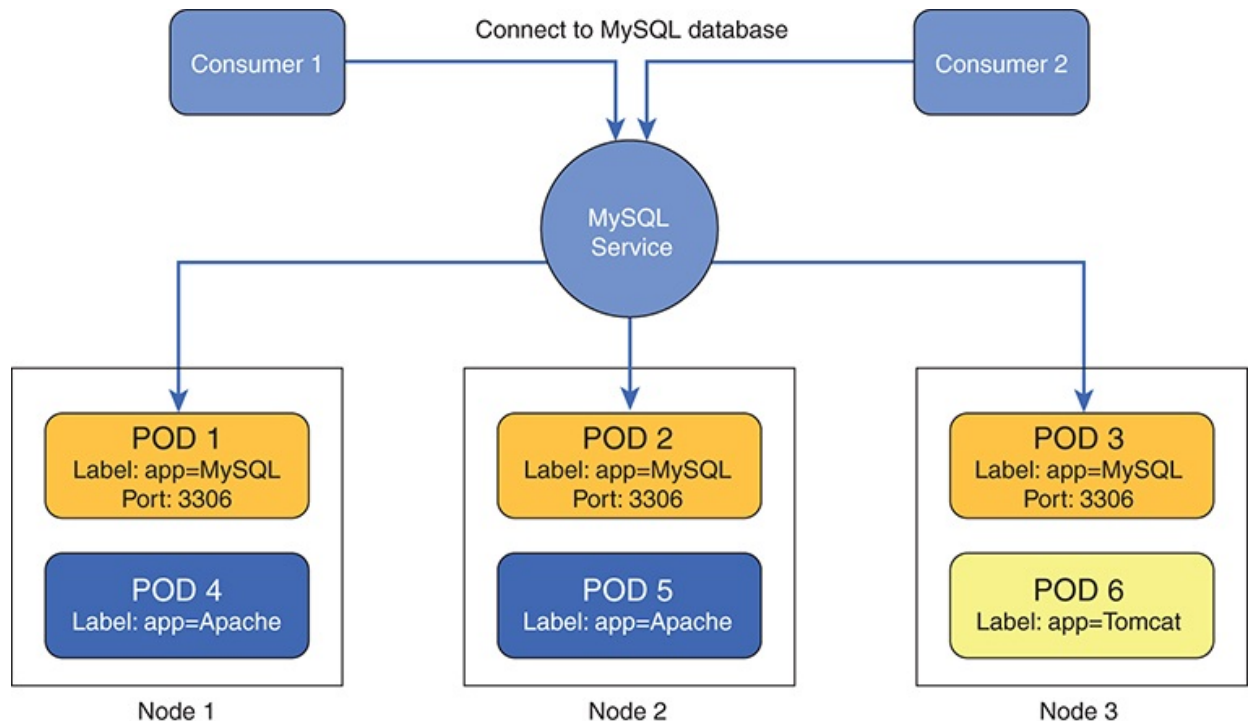 Connect to MySQL database
Consumer 1
Consumer 2
MySQL
Service
POD 1
Label: app=MySQL
Port: 3306
POD 4
Label: app=Apache
Node 1
POD 2
Label: app=MySQL
Port: 3306
POD 5
Label: app=Apache
Node 2
POD 3
Label: app=MySQL
Port: 3306
POD 6
Label: app=Tomcat
Node 3